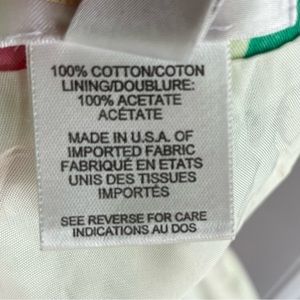 100% COTTON/COTON
LINING/DOUBLURE:
100% ACETATE
ACÉTATE
MADE IN U.S.A. OF
IMPORTED FABRIC
FABRIQUÉ EN ETATS
UNIS DES TISSUES
IMPORTÉS
SEE REVERSE FOR CARE
INDICATIONS AU DOS